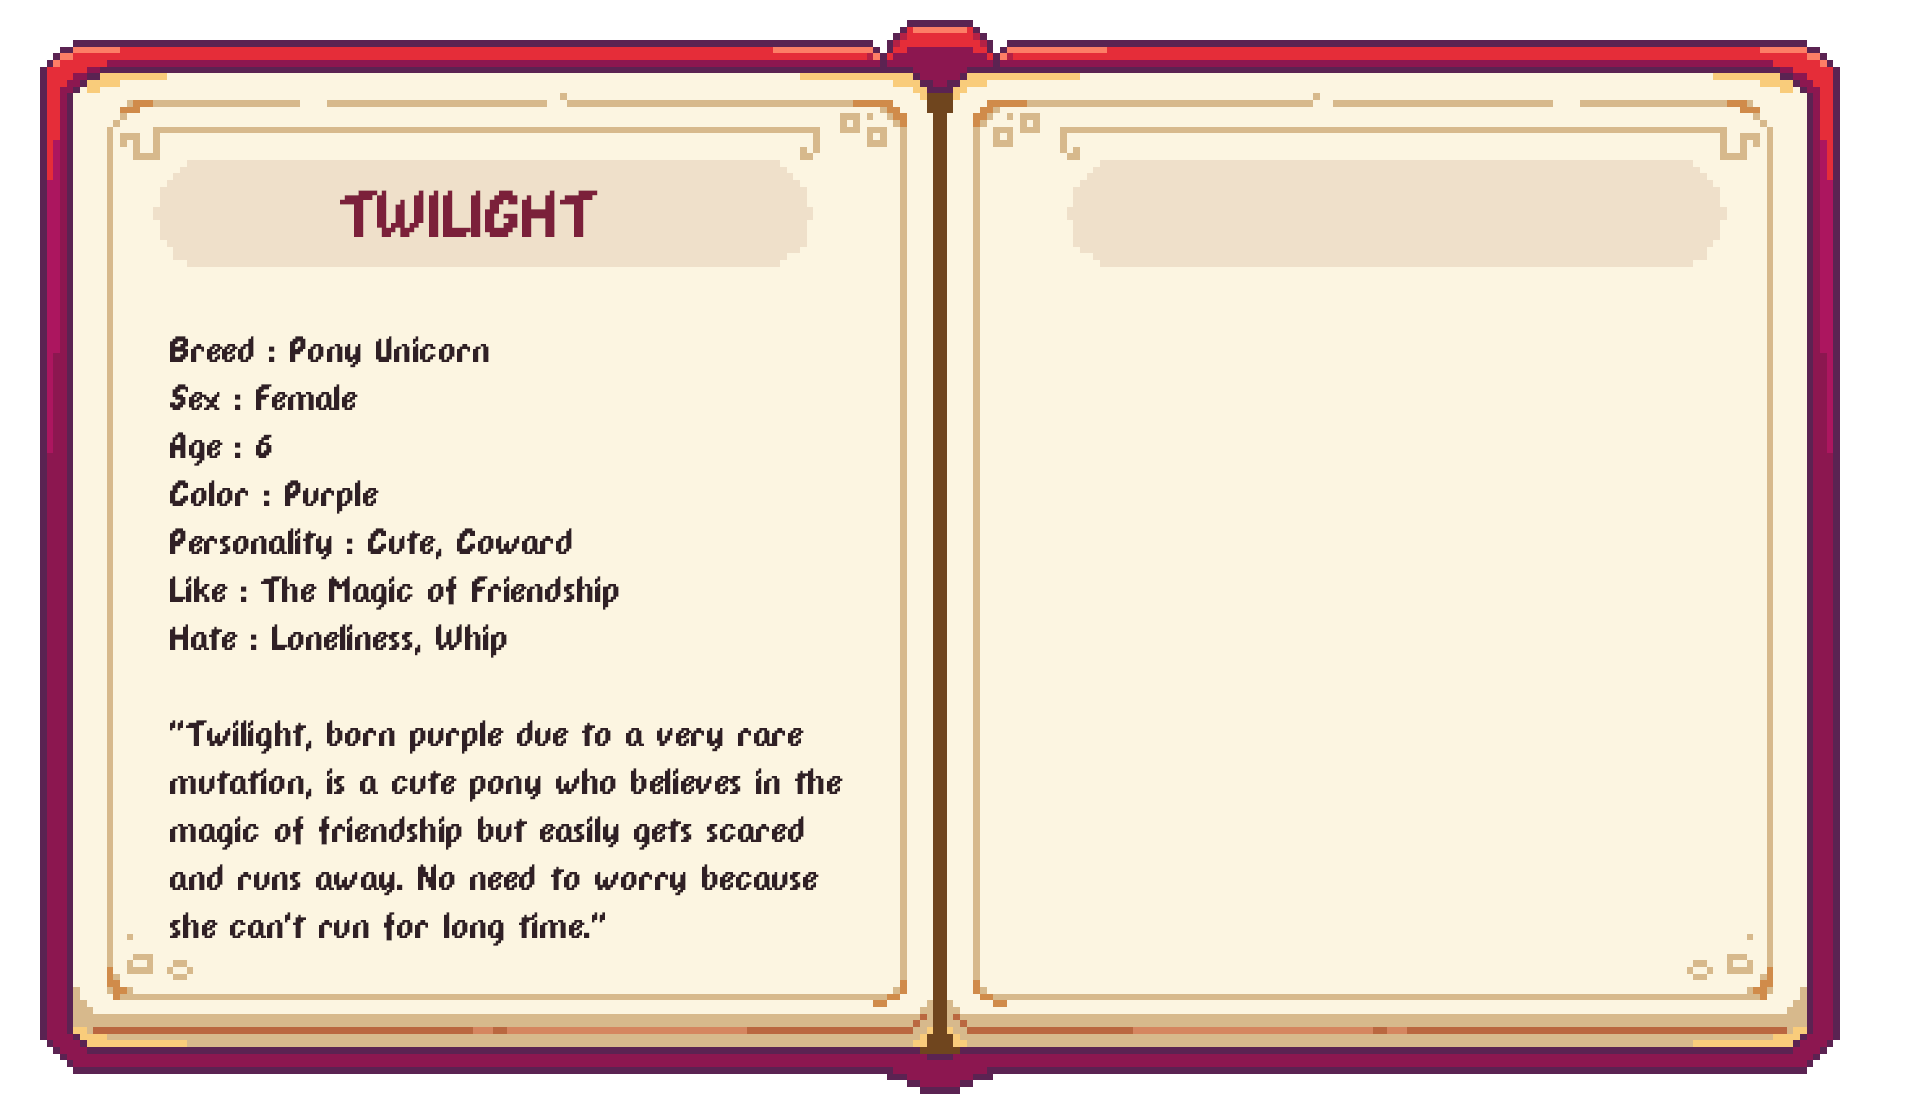 TWILIGHT
Breed : Pony Unicorn
Sex : Female
Age : 6
Color : Purple
Personality : Cute, Coward
Like : The Magic of Friendship
Hate : Loneliness, Whip
"Twilight, born purple due to a very rare
mutation, is a cute pony who believes in the
magic of friendship but easily gets scared
and runs away. No need to worry because
she can't run for long time."